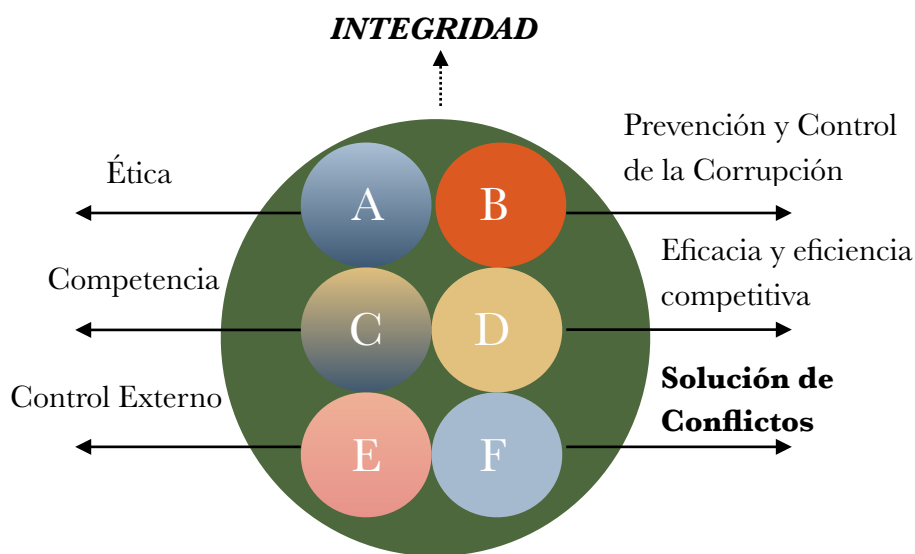 INTEGRIDAD
Ética
A
B
Prevención y Control
de la Corrupción
Competencia
C
D
Eficacia y eficiencia
competitiva
Control Externo
E
F
Solución de
Conflictos